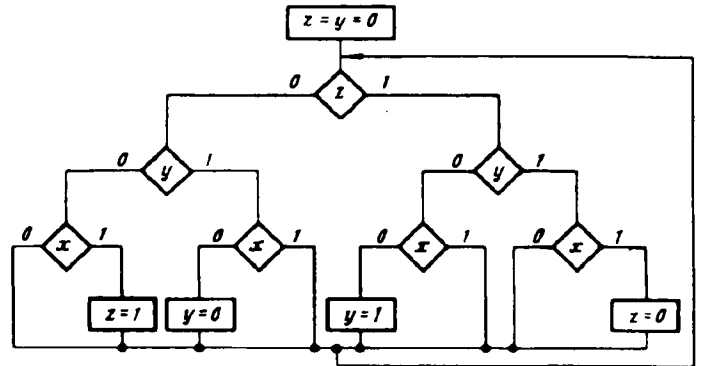 z = y = 0
0 z 1
0 y 1 0 y 1
0 x 1 0 x 1 0 x 1 0 x 1
z = 1 y = 0 y = 1 z = 0